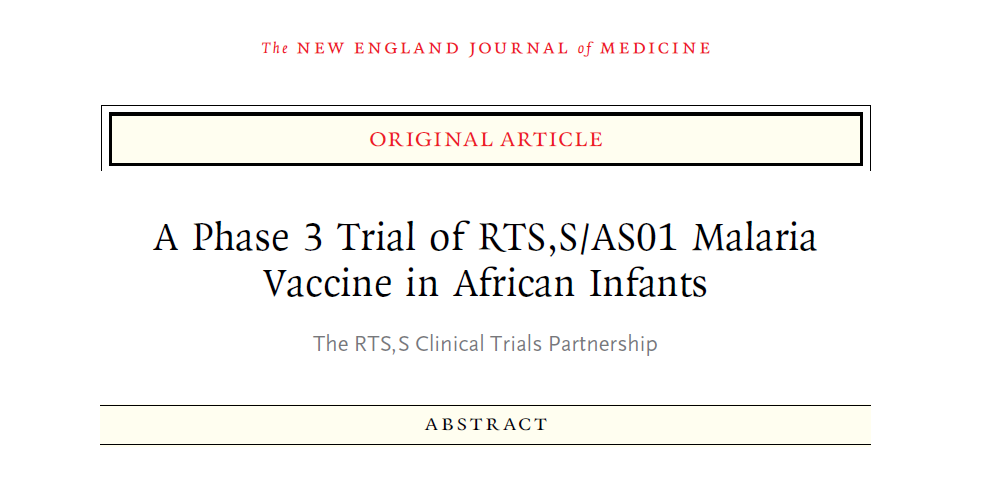 The NEW ENGLAND JOURNAL of MEDICINE
ORIGINAL ARTICLE
A Phase 3 Trial of RTS,S/AS01 Malaria
Vaccine in African Infants
The RTS,S Clinical Trials Partnership
ABSTRACT